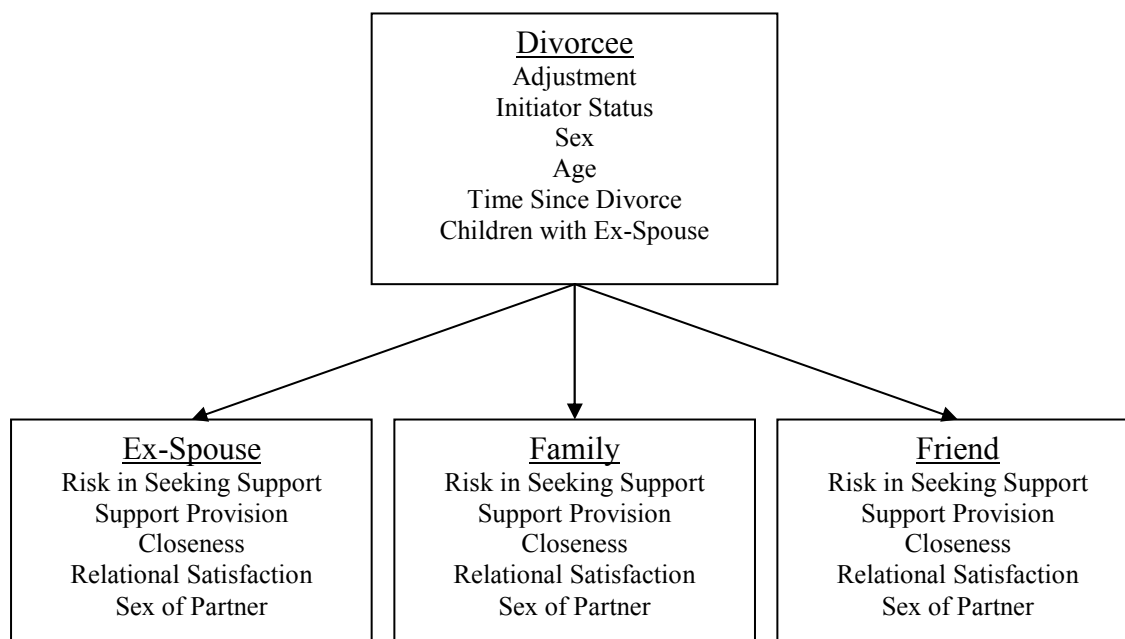 Divorcee
Adjustment
Initiator Status
Sex
Age
Time Since Divorce
Children with Ex-Spouse
Ex-Spouse
Risk in Seeking Support
Support Provision
Closeness
Relational Satisfaction
Sex of Partner
Family
Risk in Seeking Support
Support Provision
Closeness
Relational Satisfaction
Sex of Partner
Friend
Risk in Seeking Support
Support Provision
Closeness
Relational Satisfaction
Sex of Partner